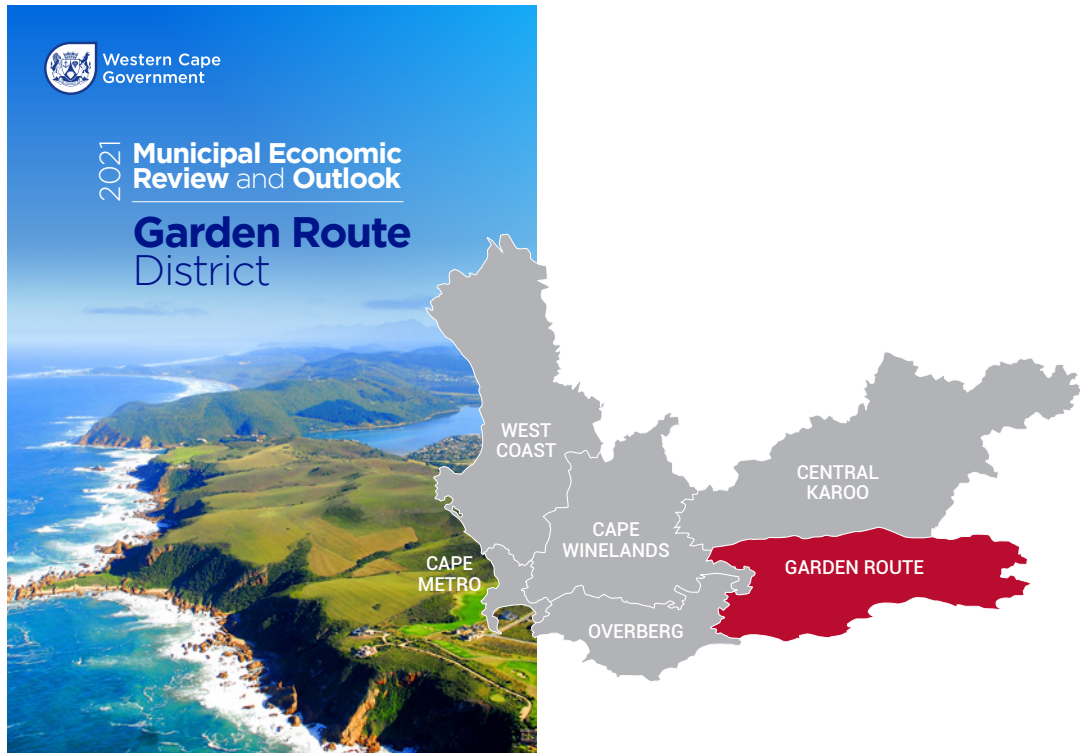 Western Cape
Government
2021
Municipal Economic
Review and Outlook
Garden Route
District
WEST
COAST
CENTRAL
KAROO
CAPE
WINELANDS
CAPE
METRO
GARDEN ROUTE
OVERBERG